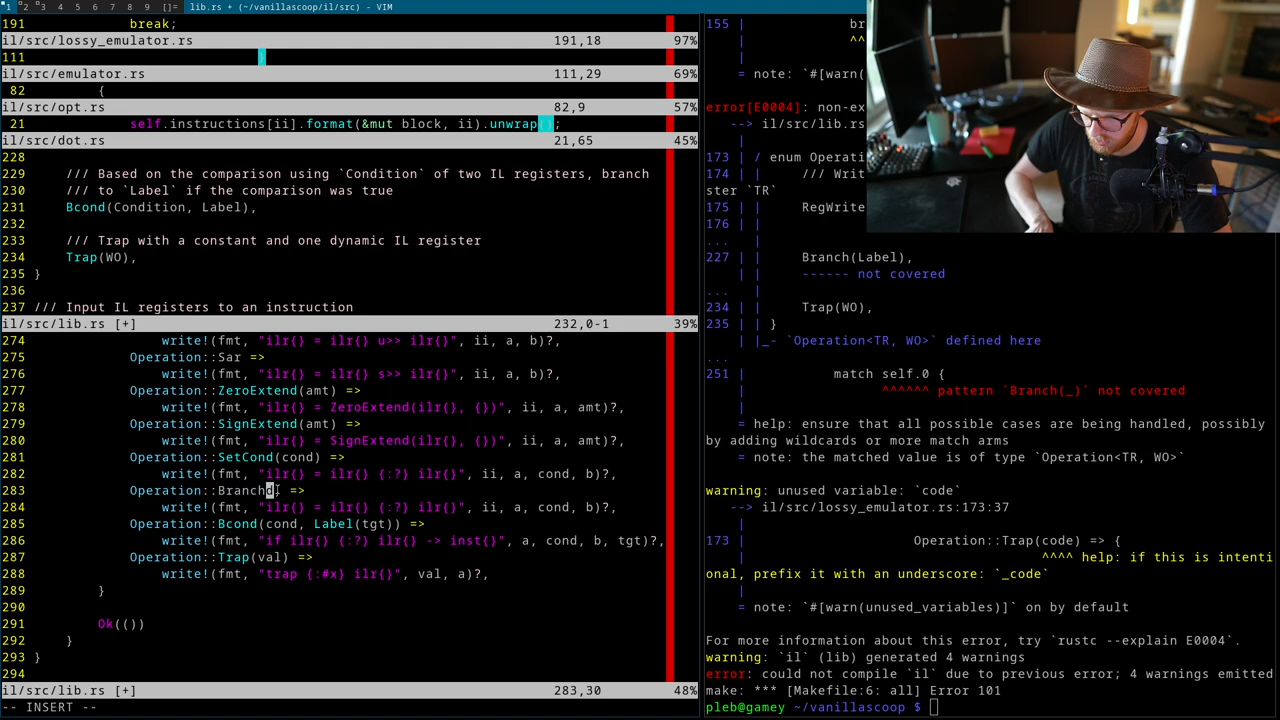 1 2 3 4 5 6 7 8 9 []= lib.rs + (~/vanillascoop/il/src) - VIM
191 break;
il/src/lossy_emulator.rs 191,18 97%
111 }
il/src/emulator.rs 111,29 69%
82 {
il/src/opt.rs 82,9 57%
21 self.instructions[ii].format(&mut block, ii).unwrap();
il/src/dot.rs 21,65 45%
228
229 /// Based on the comparison using `Condition` of two IL registers, branch
230 /// to `Label` if the comparison was true
231 Bcond(Condition, Label),
232
233 /// Trap with a constant and one dynamic IL register
234 Trap(WO),
235 }
236
237 /// Input IL registers to an instruction
il/src/lib.rs [+] 232,0-1 39%
274 write!(fmt, "ilr{} = ilr{} u>> ilr{}", ii, a, b)?,
275 Operation::Sar =>
276 write!(fmt, "ilr{} = ilr{} s>> ilr{}", ii, a, b)?,
277 Operation::ZeroExtend(amt) =>
278 write!(fmt, "ilr{} = ZeroExtend(ilr{}, {})", ii, a, amt)?,
279 Operation::SignExtend(amt) =>
280 write!(fmt, "ilr{} = SignExtend(ilr{}, {})", ii, a, amt)?,
281 Operation::SetCond(cond) =>
282 write!(fmt, "ilr{} = ilr{} {:?} ilr{}", ii, a, cond, b)?,
283 Operation::Branchd =>
284 write!(fmt, "ilr{} = ilr{} {:?} ilr{}", ii, a, cond, b)?,
285 Operation::Bcond(cond, Label(tgt)) =>
286 write!(fmt, "if ilr{} {:?} ilr{} -> inst{}", a, cond, b, tgt)?,
287 Operation::Trap(val) =>
288 write!(fmt, "trap {:#x} ilr{}", val, a)?,
289 }
290
291 Ok(())
292 }
293 }
294
il/src/lib.rs [+] 283,30 48%
-- INSERT --
155 | br
| ^^
|
= note: `#[warn(
error[E0004]: non-ex
--> il/src/lib.rs
|
173 | / enum Operati
174 | | /// Writ
ster `TR`
175 | | RegWrite
176 | |
... |
227 | | Branch(Label),
| | ------ not covered
... |
234 | | Trap(WO),
235 | | }
| |_- `Operation<TR, WO>` defined here
...
251 | match self.0 {
| ^^^^^^ pattern `Branch(_)` not covered
|
= help: ensure that all possible cases are being handled, possibly
by adding wildcards or more match arms
= note: the matched value is of type `Operation<TR, WO>`
warning: unused variable: `code`
--> il/src/lossy_emulator.rs:173:37
|
173 | Operation::Trap(code) => {
| ^^^^ help: if this is intenti
onal, prefix it with an underscore: `_code`
|
= note: `#[warn(unused_variables)]` on by default
For more information about this error, try `rustc --explain E0004`.
warning: `il` (lib) generated 4 warnings
error: could not compile `il` due to previous error; 4 warnings emitted
make: *** [Makefile:6: all] Error 101
pleb@gamey ~/vanillascoop $